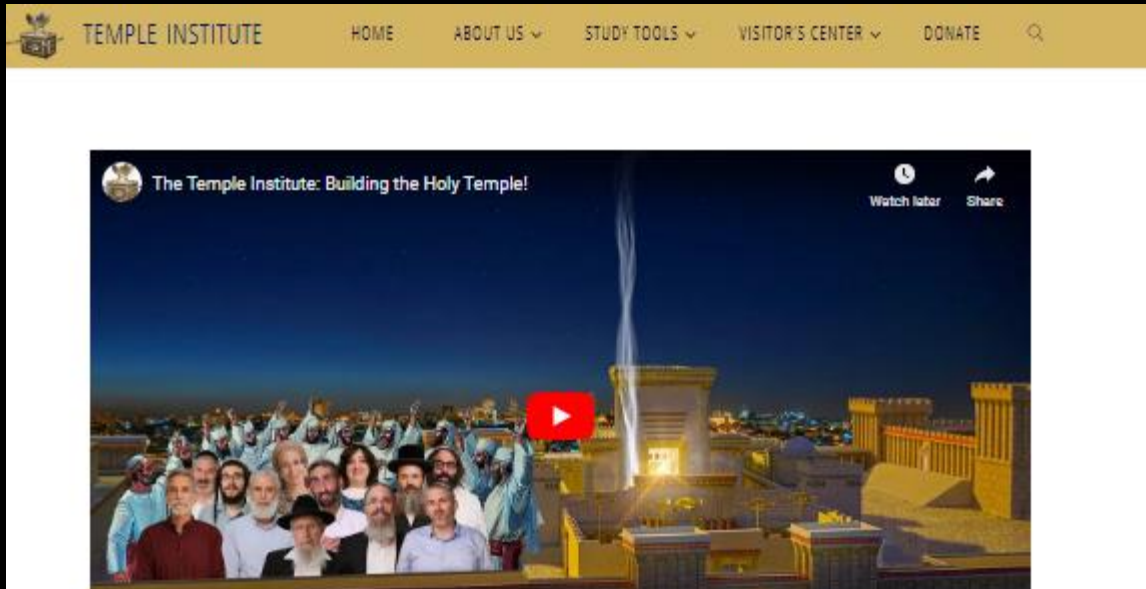 TEMPLE INSTITUTE HOME ABOUT US STUDY TOOLS VISITOR'S CENTER DONATE
The Temple Institute: Building the Holy Temple!
Watch later Share